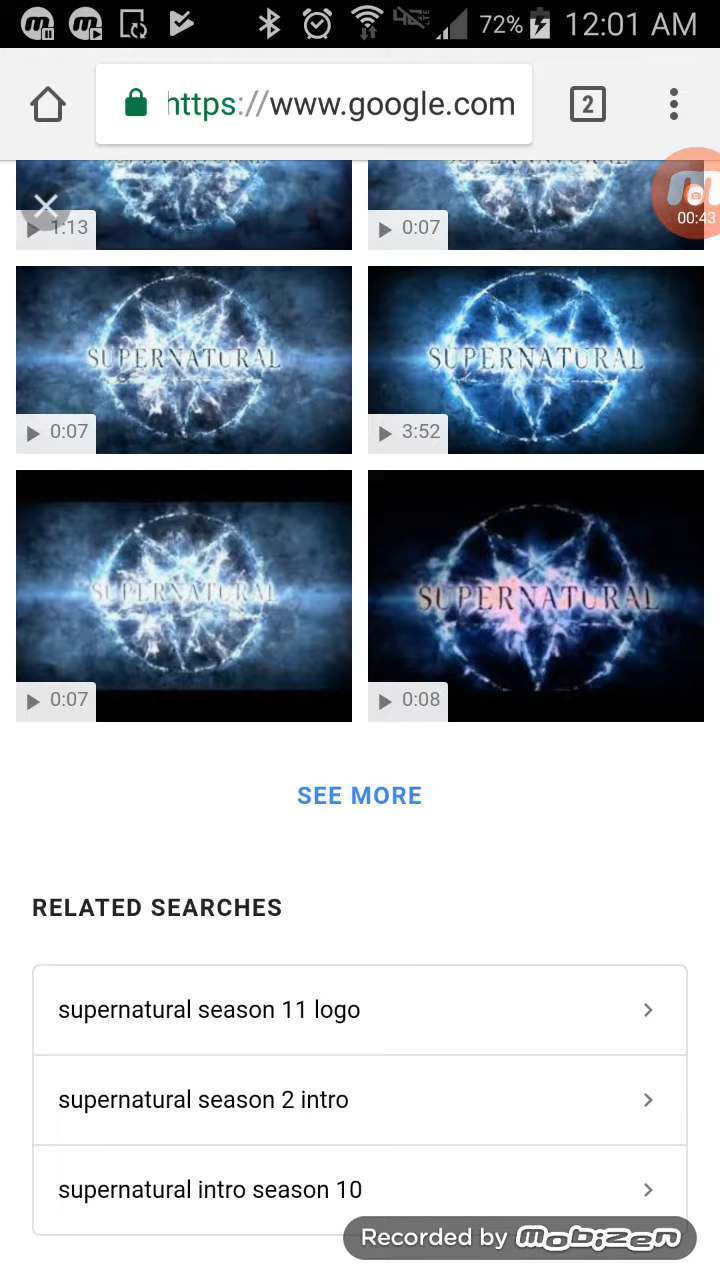 72% 12:01 AM
https://www.google.com
2
1:13
0:07
00:43
SUPERNATURAL
SUPERNATURAL
0:07
3:52
SUPERNATURAL
SUPERNATURAL
0:07
0:08
SEE MORE
RELATED SEARCHES
supernatural season 11 logo
supernatural season 2 intro
supernatural intro season 10
Recorded by mobizen